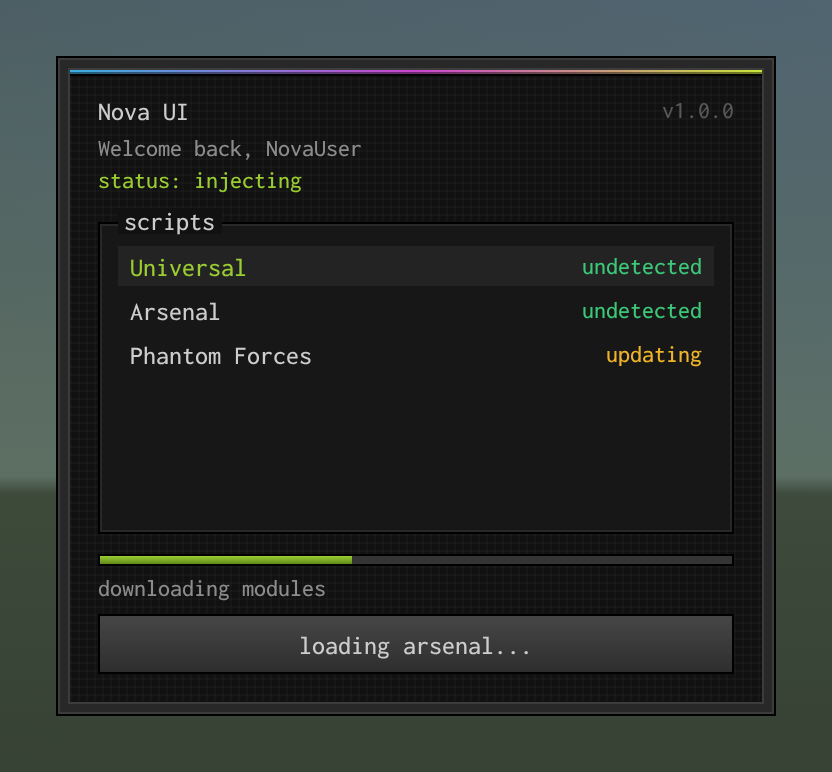 Nova UI v1.0.0
Welcome back, NovaUser
status: injecting
scripts
Universal undetected
Arsenal undetected
Phantom Forces updating
downloading modules
loading arsenal...